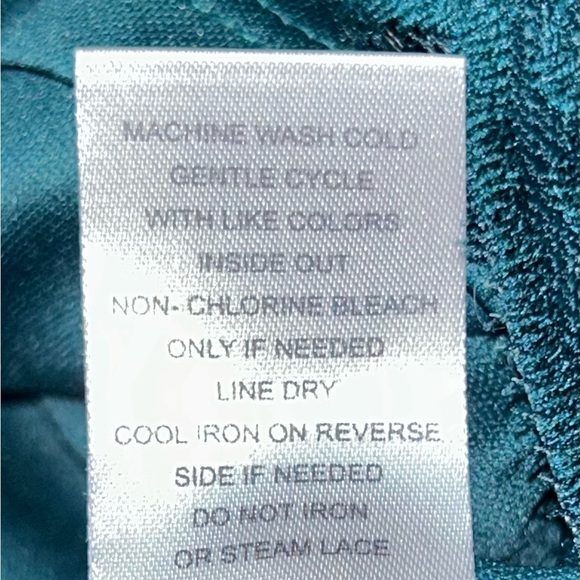 MACHINE WASH COLD
GENTLE CYCLE
WITH LIKE COLORS
INSIDE OUT
NON- CHLORINE BLEACH
ONLY IF NEEDED
LINE DRY
COOL IRON ON REVERSE
SIDE IF NEEDED
DO NOT IRON
OR STEAM LACE